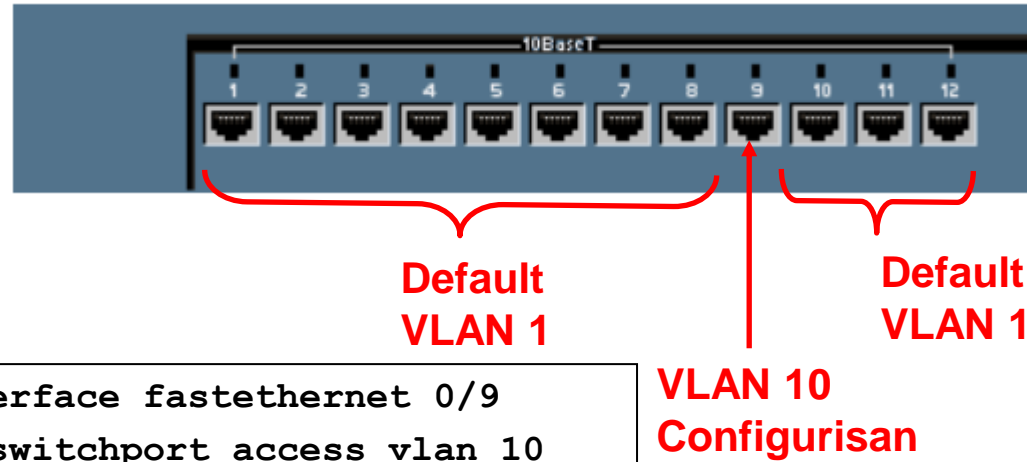 10BaseT
1 2 3 4 5 6 7 8 9 10 11 12
Default
VLAN 1
Default
VLAN 1
VLAN 10
Configurisan
erface fastethernet 0/9
switchport access vlan 10